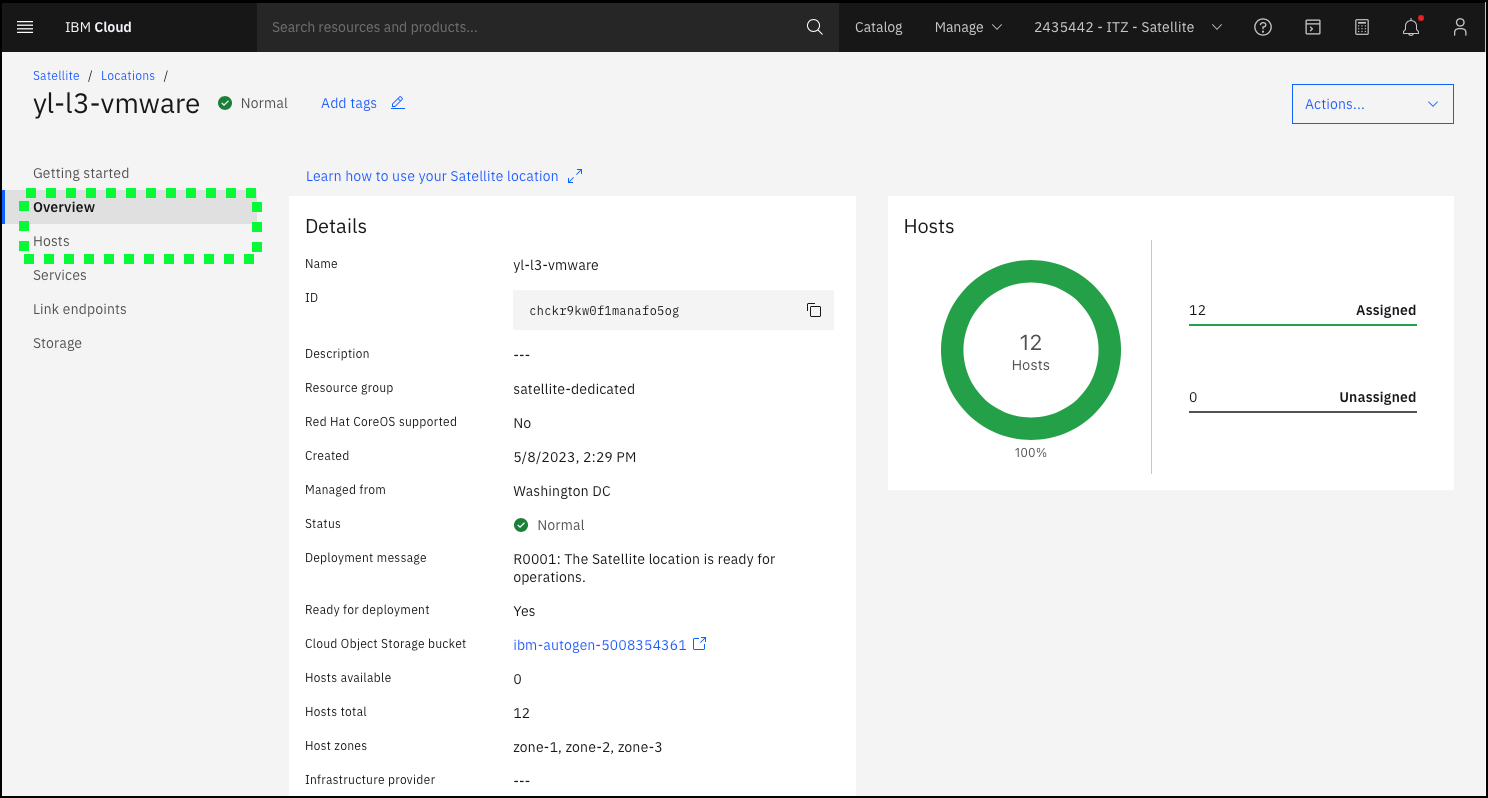 IBM Cloud
Search resources and products...
Catalog
Manage
2435442 - ITZ - Satellite
Satellite / Locations /
yl-l3-vmware
Normal
Add tags
Actions...
Getting started
Overview
Hosts
Services
Link endpoints
Storage
Learn how to use your Satellite location
Details
Name yl-l3-vmware
ID chckr9kw0f1manafo5og
Description ---
Resource group satellite-dedicated
Red Hat CoreOS supported No
Created 5/8/2023, 2:29 PM
Managed from Washington DC
Status Normal
Deployment message R0001: The Satellite location is ready for
operations.
Ready for deployment Yes
Cloud Object Storage bucket ibm-autogen-5008354361
Hosts available 0
Hosts total 12
Host zones zone-1, zone-2, zone-3
Infrastructure provider ---
Hosts
12
Hosts
100%
12 Assigned
0 Unassigned